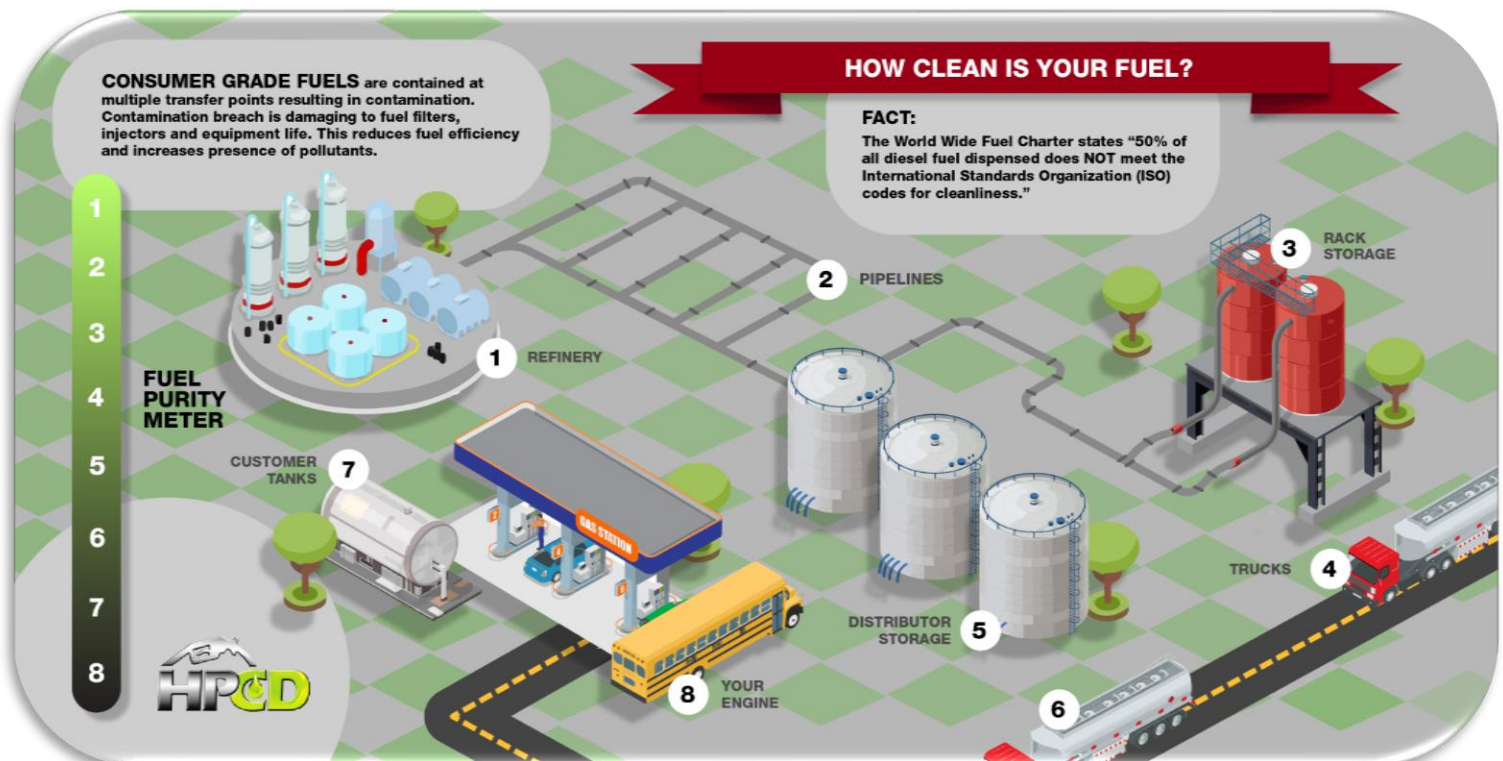 CONSUMER GRADE FUELS are contained at
multiple transfer points resulting in contamination.
Contamination breach is damaging to fuel filters,
injectors and equipment life. This reduces fuel efficiency
and increases presence of pollutants.
HOW CLEAN IS YOUR FUEL?
FACT:
The World Wide Fuel Charter states “50% of
all diesel fuel dispensed does NOT meet the
International Standards Organization (ISO)
codes for cleanliness.”
1
2
3
4
5
6
7
8
FUEL
PURITY
METER
1 REFINERY
2 PIPELINES
3 RACK
STORAGE
TRUCKS 4
DISTRIBUTOR
STORAGE 5
6
CUSTOMER
TANKS 7
GAS STATION
8 YOUR
ENGINE
HPCD